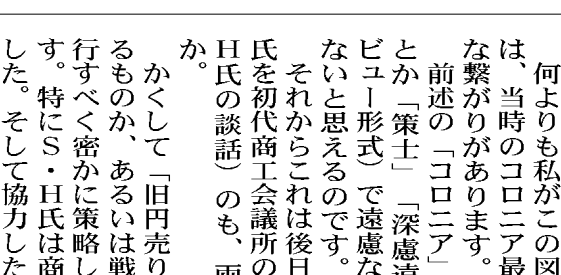 何よりも私がこの図
は、当時のコロニア最
な繋がりがあります。
前述の「コロニア」
とか「策士」「深慮遠
ビュー形式）で遠慮な
ないと思えるのです。
それからこれは後日
氏を初代商工会議所の
H氏の談話）のも、両
か。
かくして「旧円売り
るものか、あるいは戦
行すべく密かに策略し
す。特にS・H氏は商
した。そして協力した